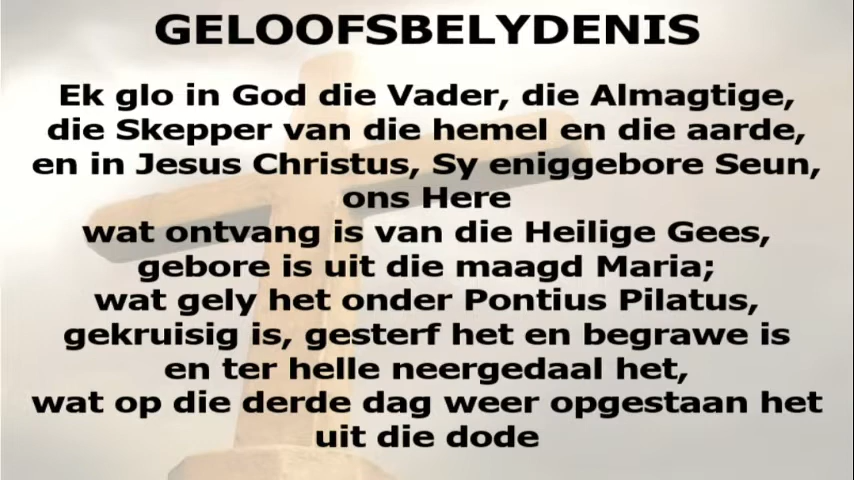 GELOOFSBELYDENIS
Ek glo in God die Vader, die Almagtige,
die Skepper van die hemel en die aarde,
en in Jesus Christus, Sy eniggebore Seun,
ons Here
wat ontvang is van die Heilige Gees,
gebore is uit die maagd Maria;
wat gely het onder Pontius Pilatus,
gekruisig is, gesterf het en begrawe is
en ter helle neergedaal het,
wat op die derde dag weer opgestaan het
uit die dode